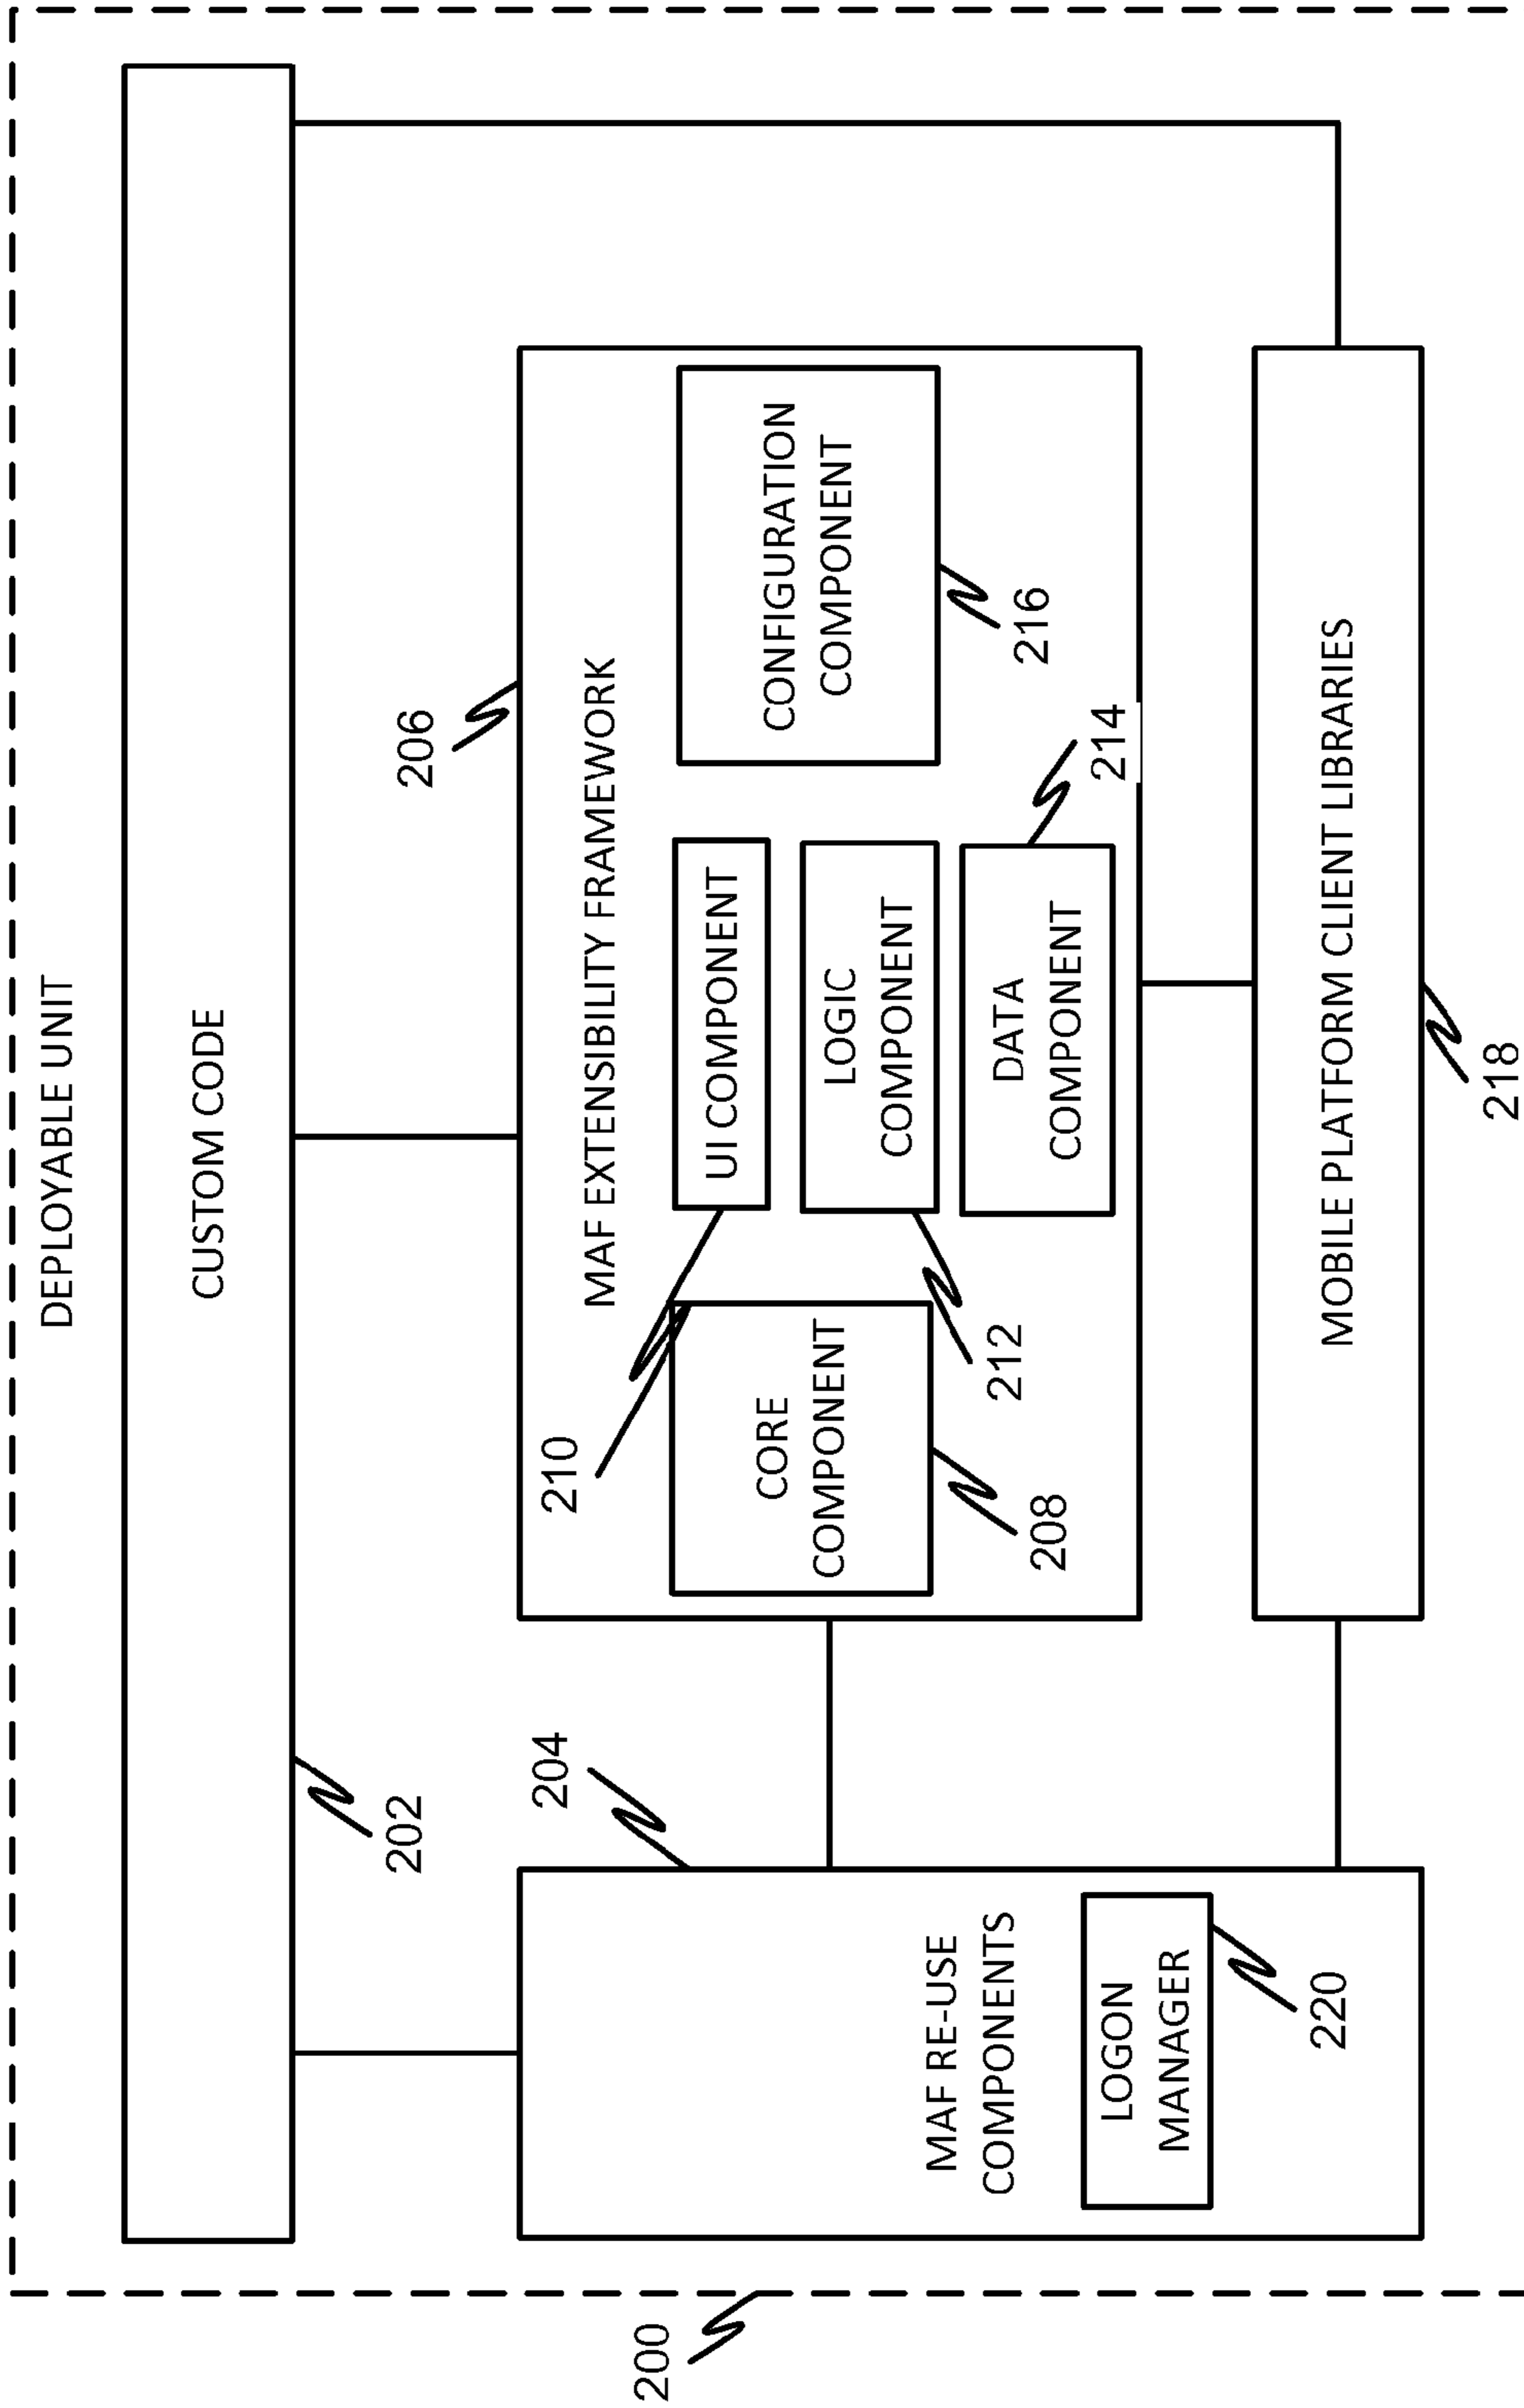 DEPLOYABLE UNIT
CUSTOM CODE
202
206
204
MAF EXTENSIBILITY FRAMEWORK
210
UI COMPONENT
CORE
COMPONENT
208
LOGIC
COMPONENT
212
DATA
COMPONENT
214
CONFIGURATION
COMPONENT
216
MAF RE-USE
COMPONENTS
LOGON
MANAGER
220
MOBILE PLATFORM CLIENT LIBRARIES
218
200